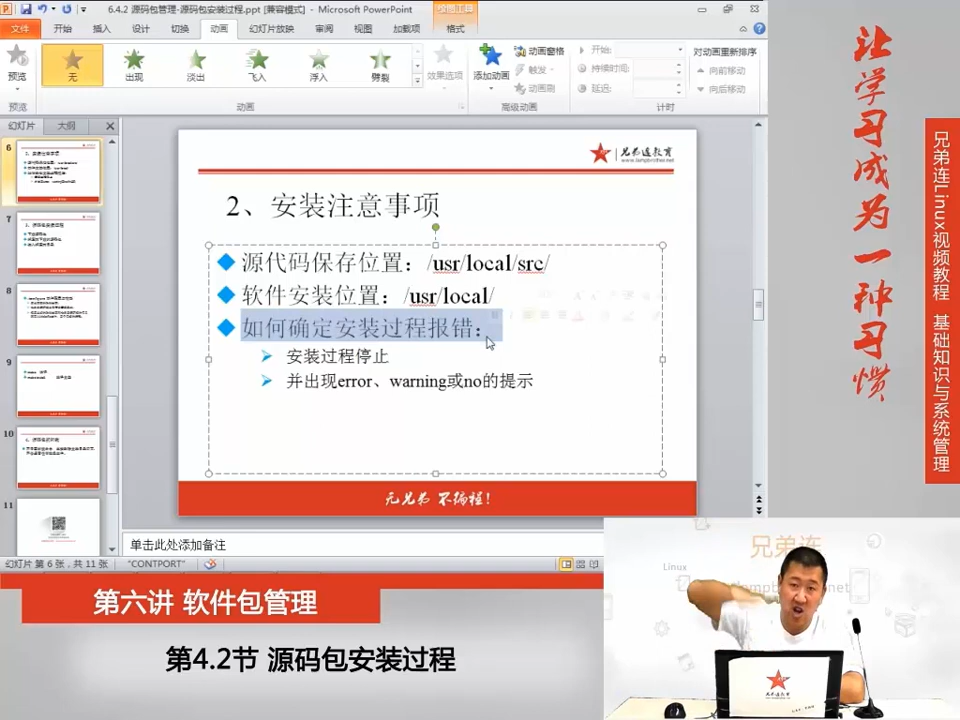 6.4.2 源码包管理-源码包安装过程.ppt [兼容模式] - Microsoft PowerPoint
绘图工具
文件 开始 插入 设计 切换 动画 幻灯片放映 审阅 视图 加载项 格式
预览 无 出现 淡出 飞入 浮入 劈裂 效果选项 添加动画
动画窗格
触发
动画刷
开始:
持续时间:
延迟:
对动画重新排序
向前移动
向后移动
预览 动画 高级动画 计时
幻灯片 大纲
6
7
8
9
10
11
兄弟连教育
www.lampbrother.net
2、安装注意事项
源代码保存位置：/usr/local/src/
软件安装位置：/usr/local/
如何确定安装过程报错：
安装过程停止
并出现error、warning或no的提示
无兄弟 不编程!
单击此处添加备注
幻灯片 第 6 张，共 11 张 "CONTPORT"
让学习成为一种习惯
兄弟连Linux视频教程 基础知识与系统管理
第六讲 软件包管理
第4.2节 源码包安装过程
兄弟连
Linux